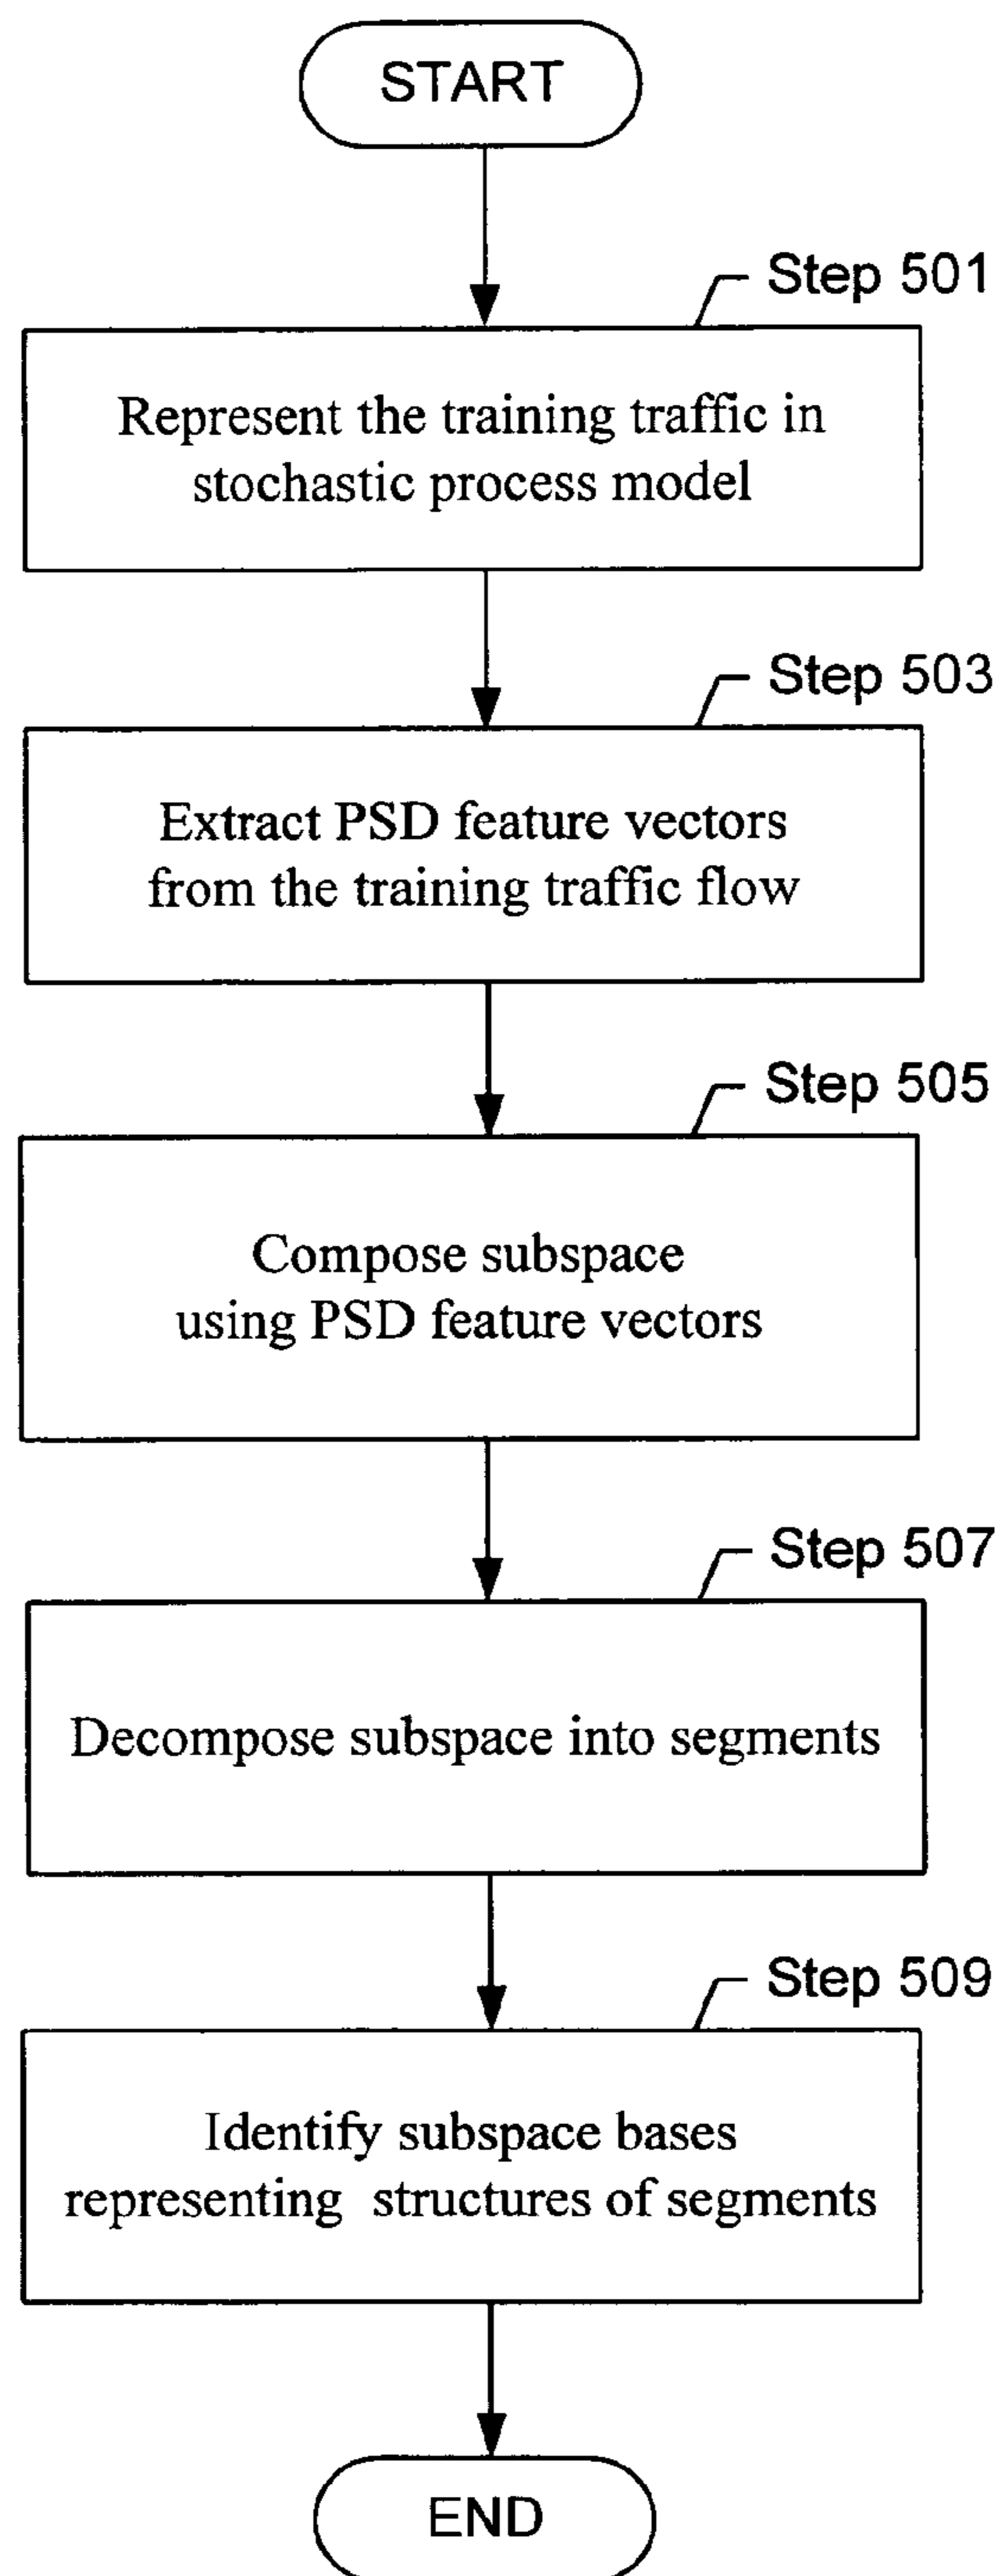 START
Step 501
Represent the training traffic in
stochastic process model
Step 503
Extract PSD feature vectors
from the training traffic flow
Step 505
Compose subspace
using PSD feature vectors
Step 507
Decompose subspace into segments
Step 509
Identify subspace bases
representing structures of segments
END